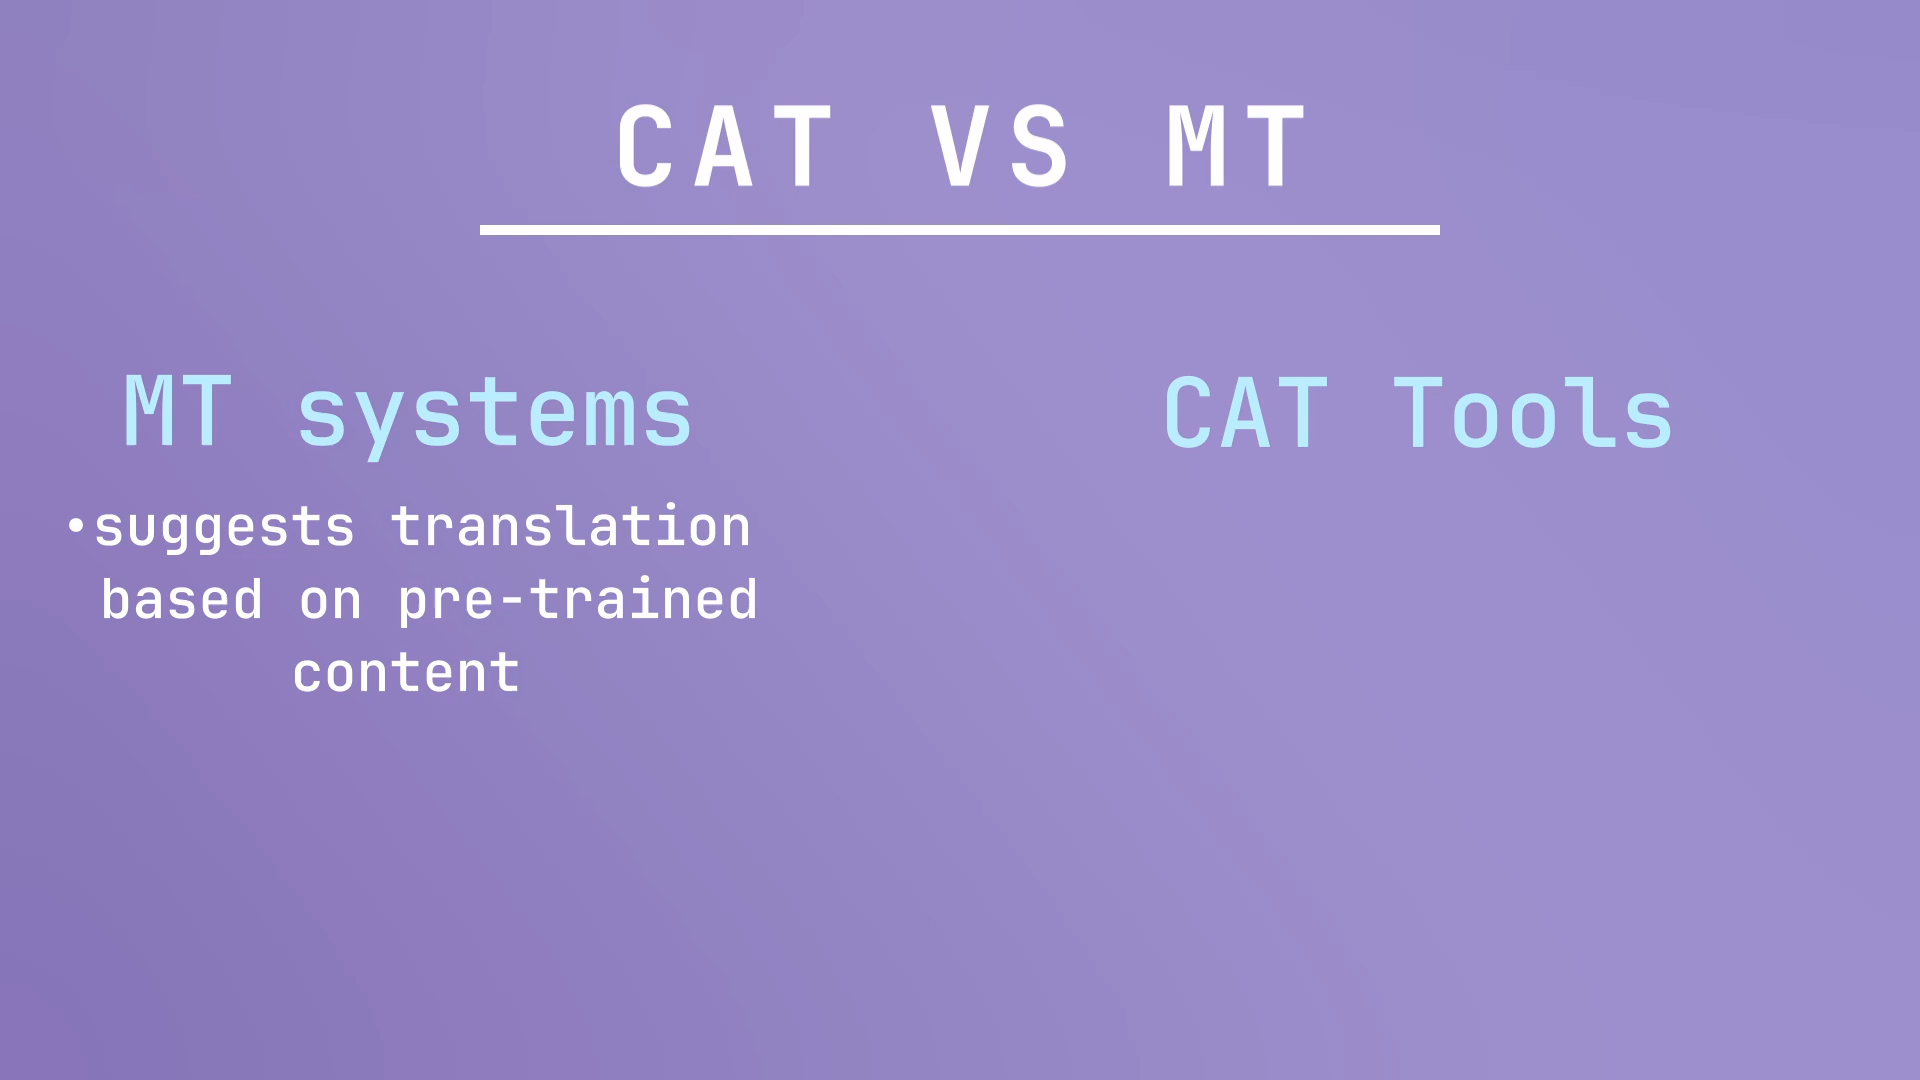 CAT VS MT
MT systems
•suggests translation
based on pre-trained
content
CAT Tools